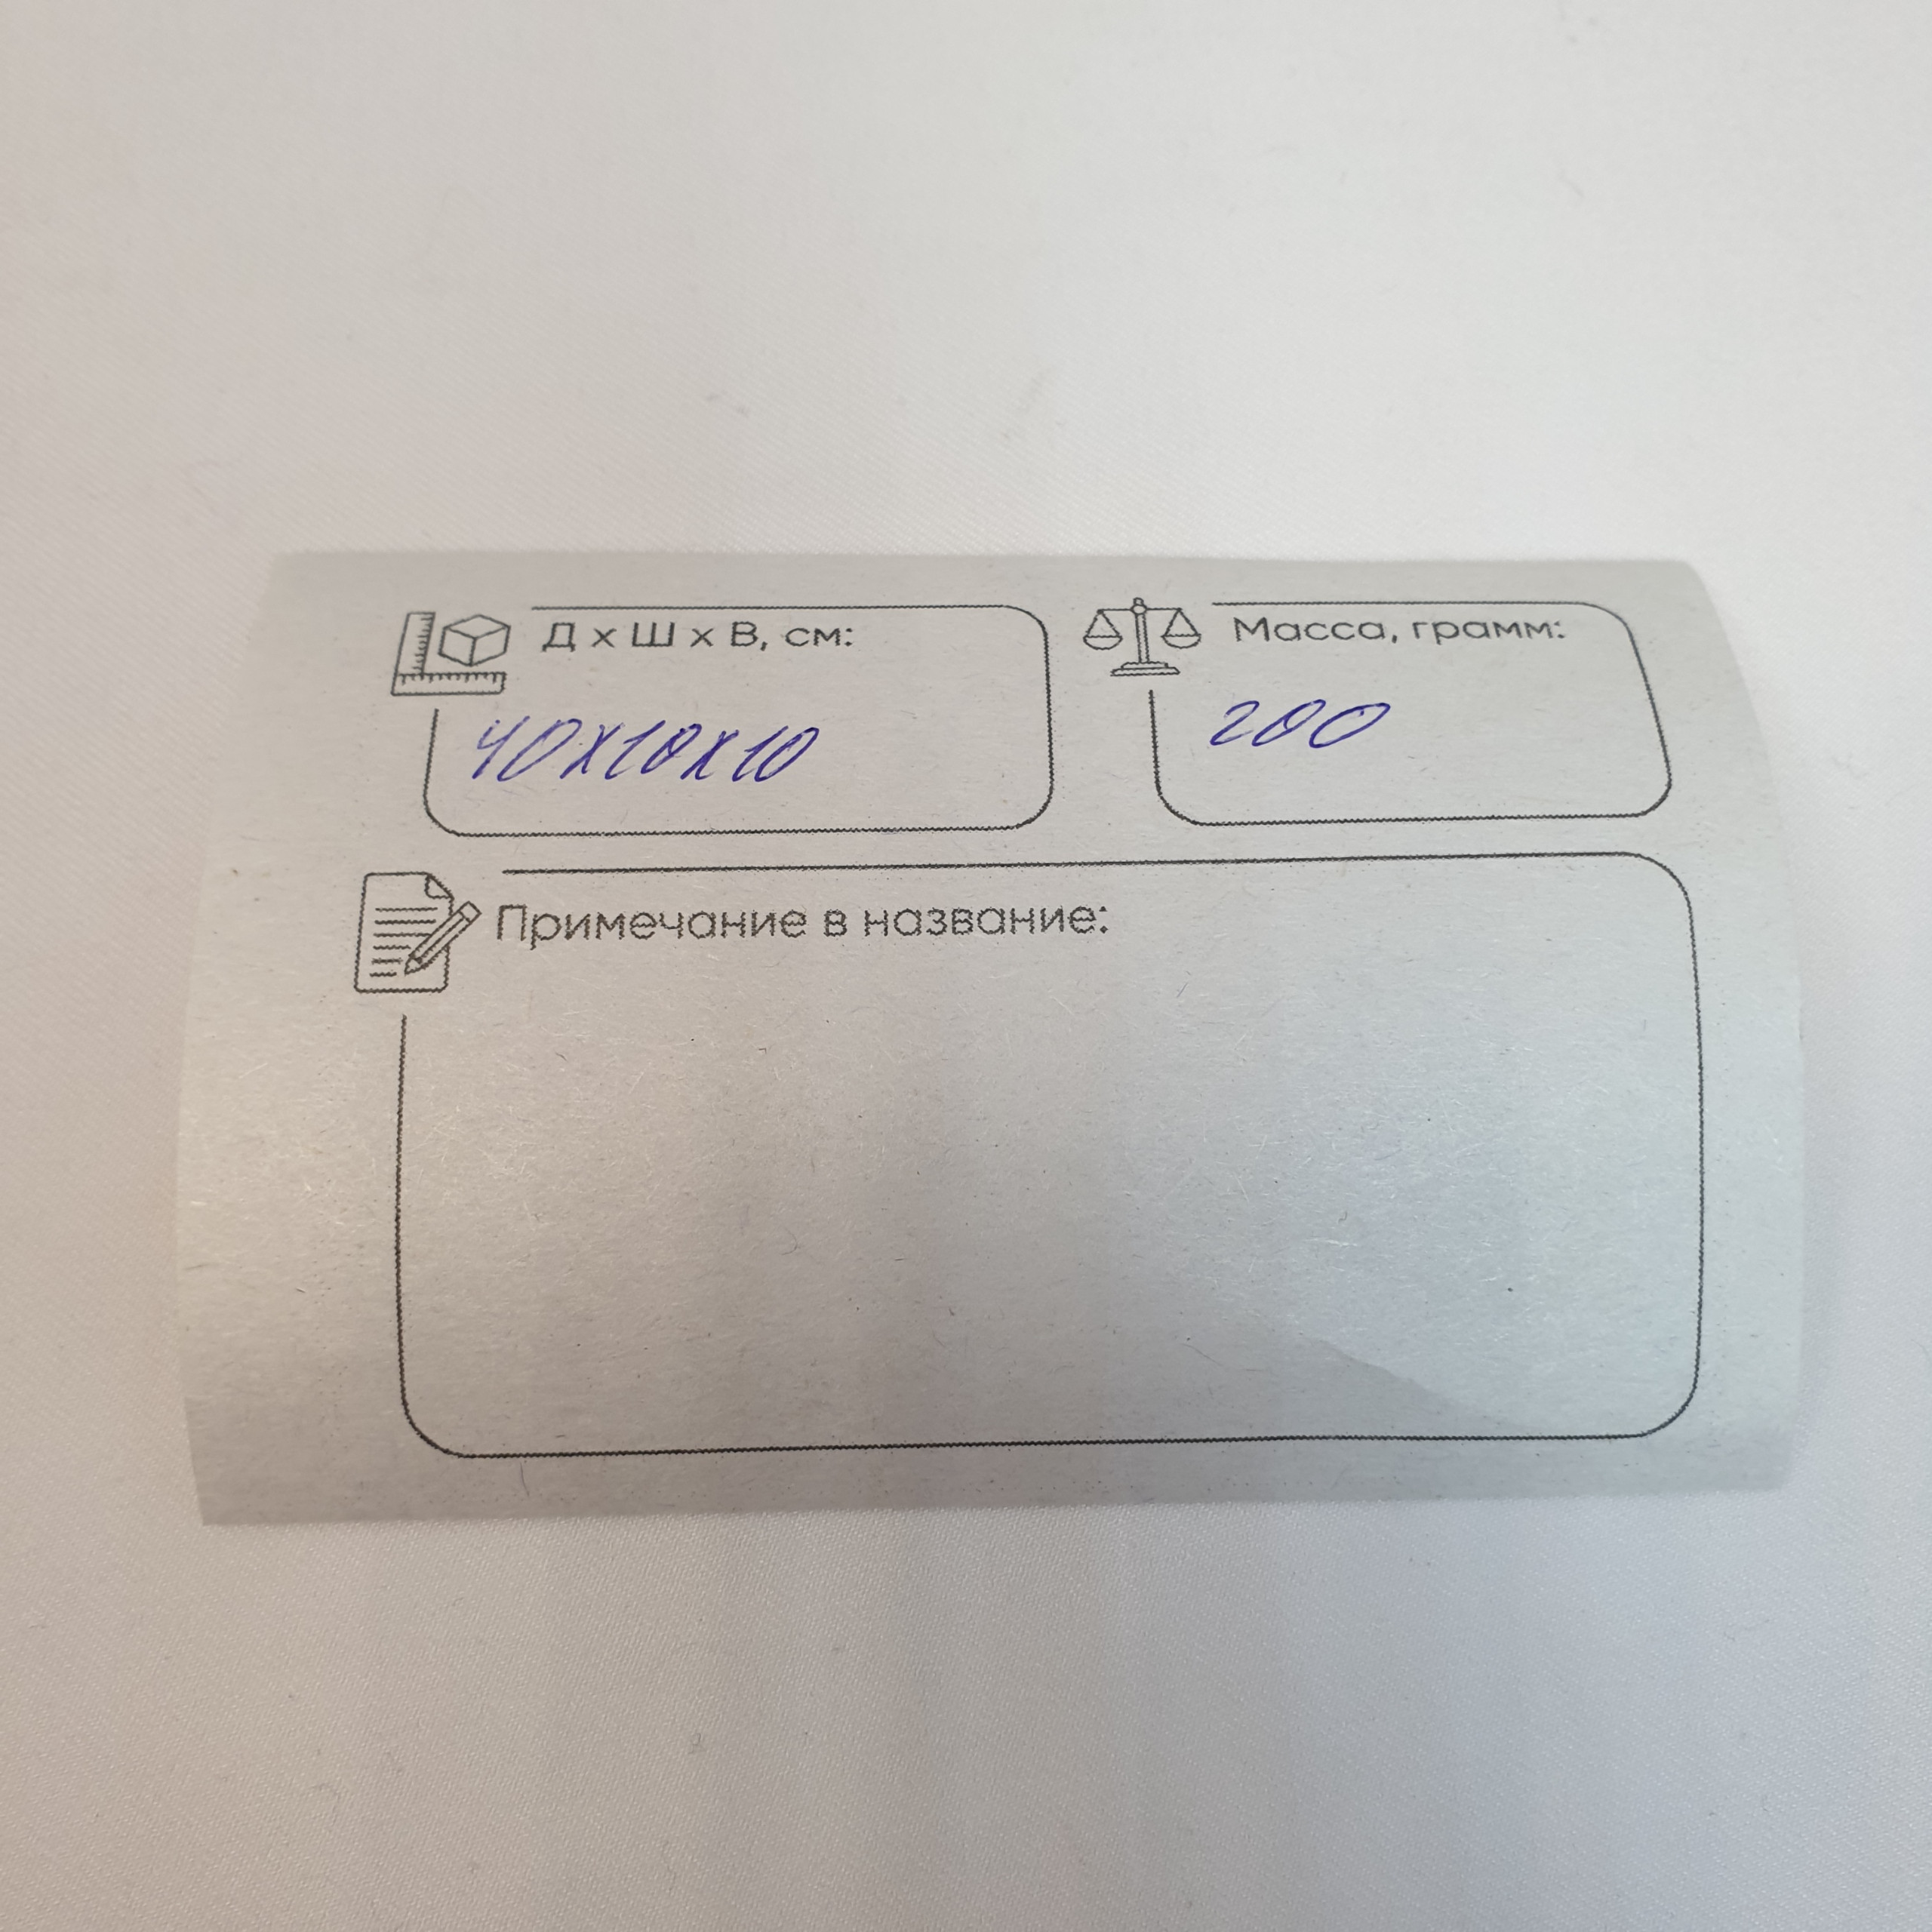 Д x Ш x В, см:
40X10X10
Масса, грамм:
200
Примечание в название: